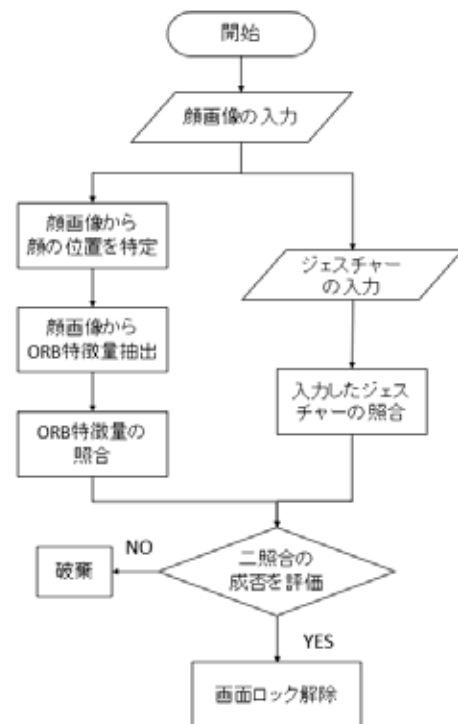 開始
顔画像の入力
顔画像から
顔の位置を特定
顔画像から
ORB特徴量抽出
ORB特徴量の
照合
ジェスチャー
の入力
入力したジェス
チャーの照合
二照合の
成否を評価
NO
破棄
YES
画面ロック解除